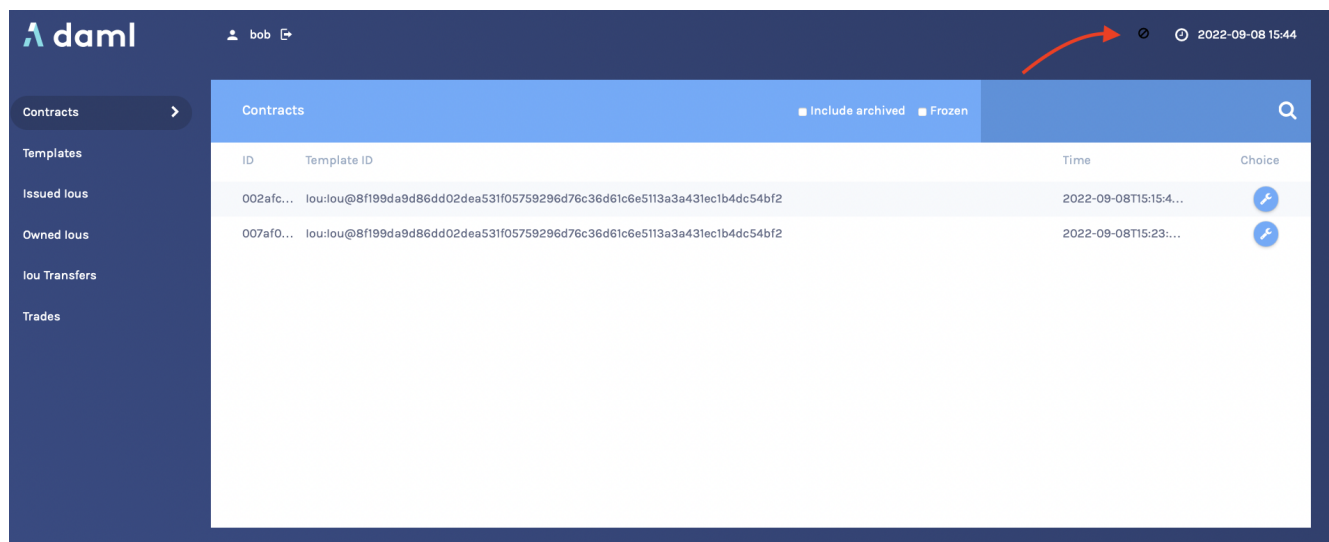 daml
bob
2022-09-08 15:44
Contracts
Templates
Issued Ious
Owned Ious
Iou Transfers
Trades
Contracts Include archived Frozen
ID Template ID Time Choice
002afc... Iou:Iou@8f199da9d86dd02dea531f05759296d76c36d61c6e5113a3a431ec1b4dc54bf2 2022-09-08T15:15:4...
007af0... Iou:Iou@8f199da9d86dd02dea531f05759296d76c36d61c6e5113a3a431ec1b4dc54bf2 2022-09-08T15:23:...